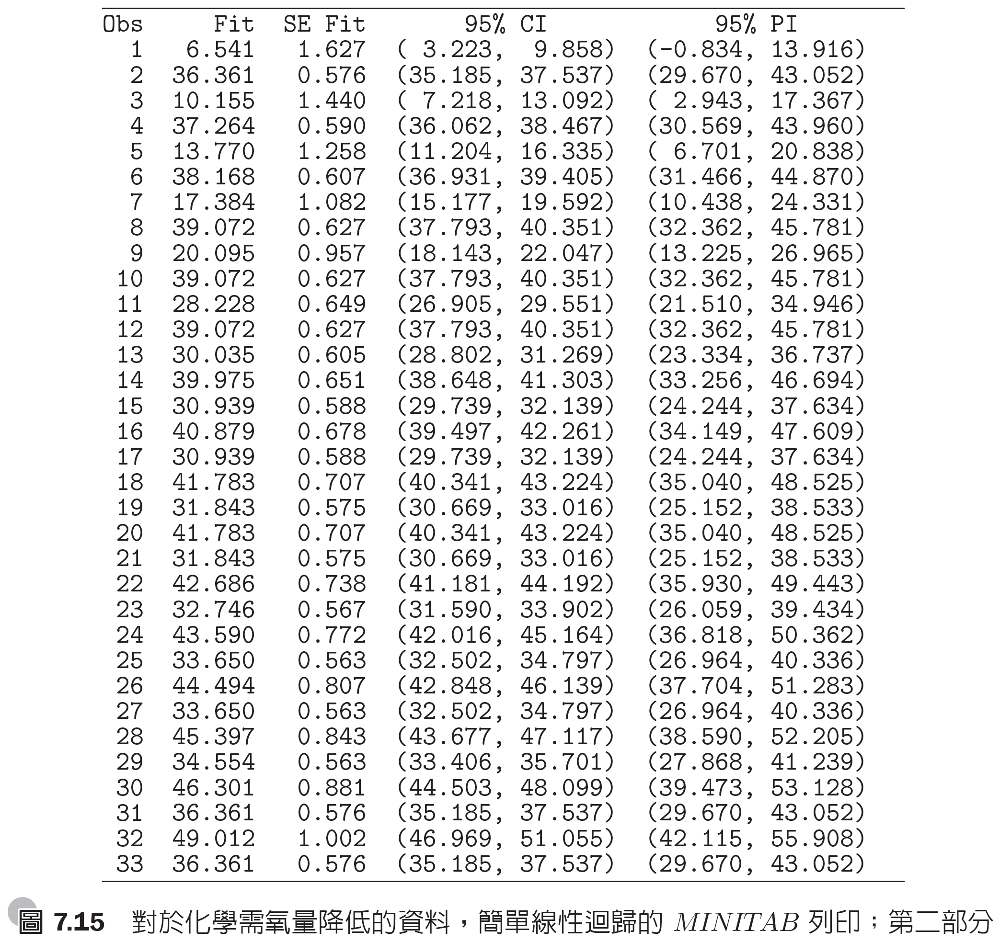 Obs Fit SE Fit 95% CI 95% PI
1 6.541 1.627 ( 3.223, 9.858) (-0.834, 13.916)
2 36.361 0.576 (35.185, 37.537) (29.670, 43.052)
3 10.155 1.440 ( 7.218, 13.092) ( 2.943, 17.367)
4 37.264 0.590 (36.062, 38.467) (30.569, 43.960)
5 13.770 1.258 (11.204, 16.335) ( 6.701, 20.838)
6 38.168 0.607 (36.931, 39.405) (31.466, 44.870)
7 17.384 1.082 (15.177, 19.592) (10.438, 24.331)
8 39.072 0.627 (37.793, 40.351) (32.362, 45.781)
9 20.095 0.957 (18.143, 22.047) (13.225, 26.965)
10 39.072 0.627 (37.793, 40.351) (32.362, 45.781)
11 28.228 0.649 (26.905, 29.551) (21.510, 34.946)
12 39.072 0.627 (37.793, 40.351) (32.362, 45.781)
13 30.035 0.605 (28.802, 31.269) (23.334, 36.737)
14 39.975 0.651 (38.648, 41.303) (33.256, 46.694)
15 30.939 0.588 (29.739, 32.139) (24.244, 37.634)
16 40.879 0.678 (39.497, 42.261) (34.149, 47.609)
17 30.939 0.588 (29.739, 32.139) (24.244, 37.634)
18 41.783 0.707 (40.341, 43.224) (35.040, 48.525)
19 31.843 0.575 (30.669, 33.016) (25.152, 38.533)
20 41.783 0.707 (40.341, 43.224) (35.040, 48.525)
21 31.843 0.575 (30.669, 33.016) (25.152, 38.533)
22 42.686 0.738 (41.181, 44.192) (35.930, 49.443)
23 32.746 0.567 (31.590, 33.902) (26.059, 39.434)
24 43.590 0.772 (42.016, 45.164) (36.818, 50.362)
25 33.650 0.563 (32.502, 34.797) (26.964, 40.336)
26 44.494 0.807 (42.848, 46.139) (37.704, 51.283)
27 33.650 0.563 (32.502, 34.797) (26.964, 40.336)
28 45.397 0.843 (43.677, 47.117) (38.590, 52.205)
29 34.554 0.563 (33.406, 35.701) (27.868, 41.239)
30 46.301 0.881 (44.503, 48.099) (39.473, 53.128)
31 36.361 0.576 (35.185, 37.537) (29.670, 43.052)
32 49.012 1.002 (46.969, 51.055) (42.115, 55.908)
33 36.361 0.576 (35.185, 37.537) (29.670, 43.052)
圖 7.15 對於化學需氧量降低的資料，簡單線性迴歸的 MINITAB 列印；第二部分